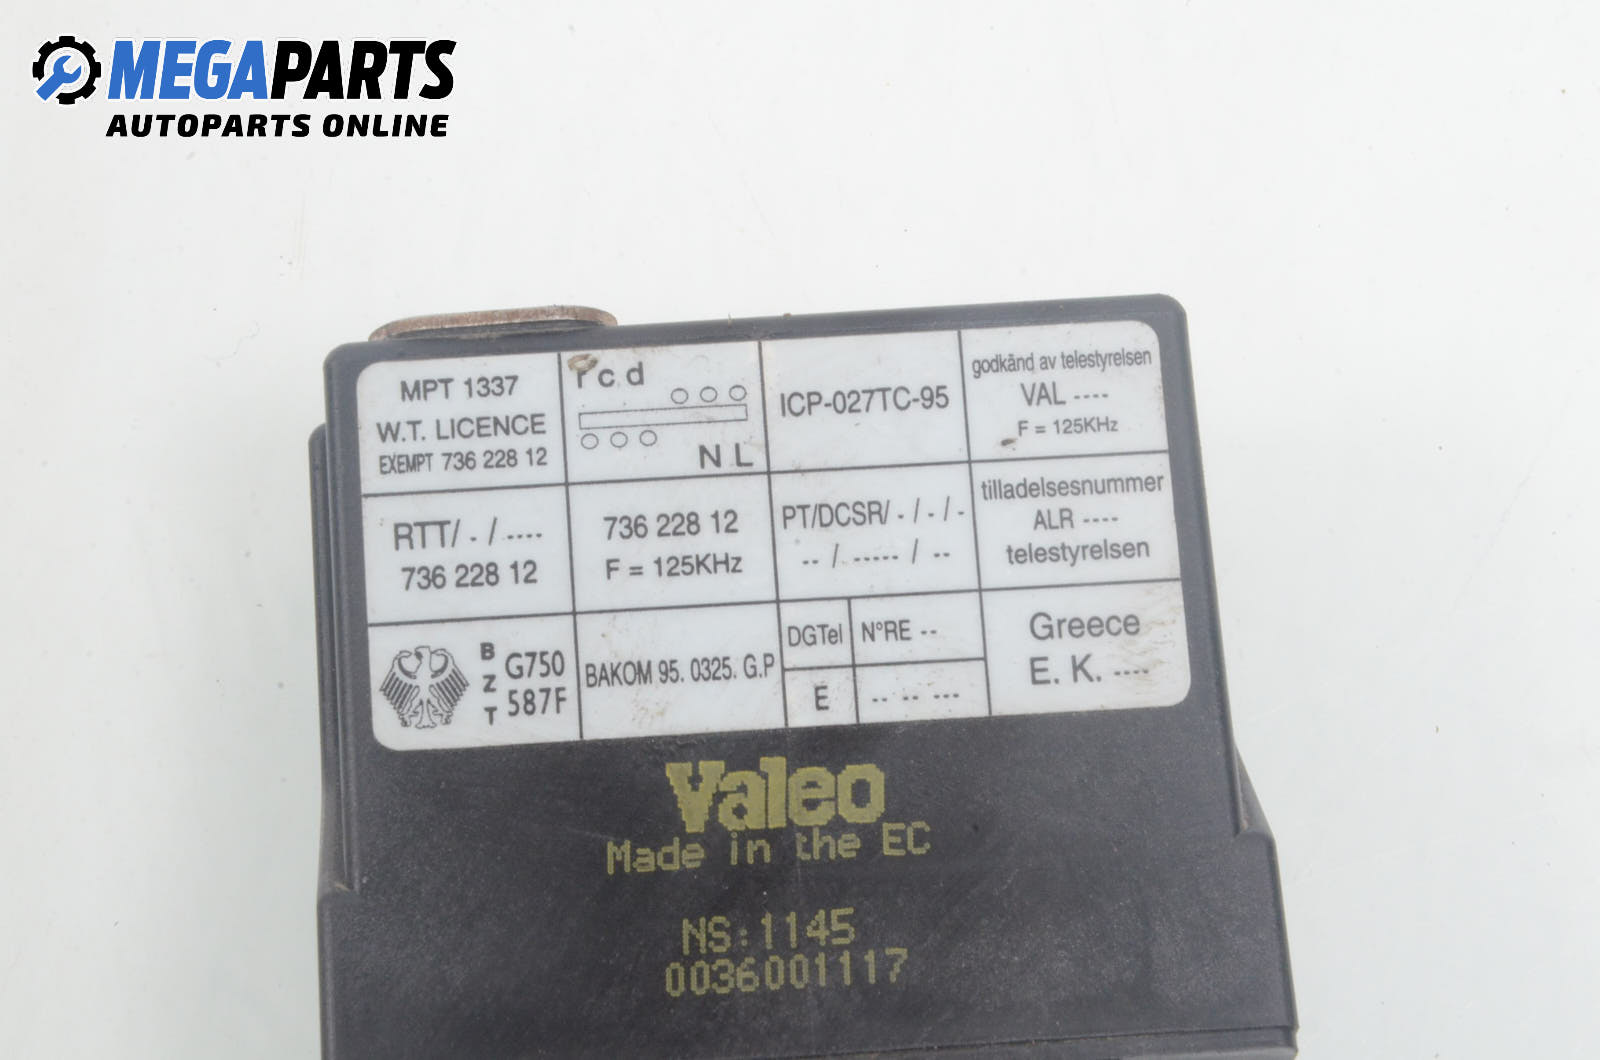 MEGAPARTS
AUTOPARTS ONLINE
MPT 1337
W.T. LICENCE
EXEMPT 736 228 12
r c d
N L
ICP-027TC-95
godkänd av telestyrelsen
VAL ----
F = 125KHz
RTT/ - / ----
736 228 12
736 228 12
F = 125KHz
PT/DCSR/ - / - / -
-- / ----- / --
tilladelsesnummer
ALR ----
telestyrelsen
BZT
G750
587F
BAKOM 95. 0325. G.P
DGTel
N°RE --
E
-- -- ---
Greece
E. K. ----
Valeo
Made in the EC
NS:1145
0036001117